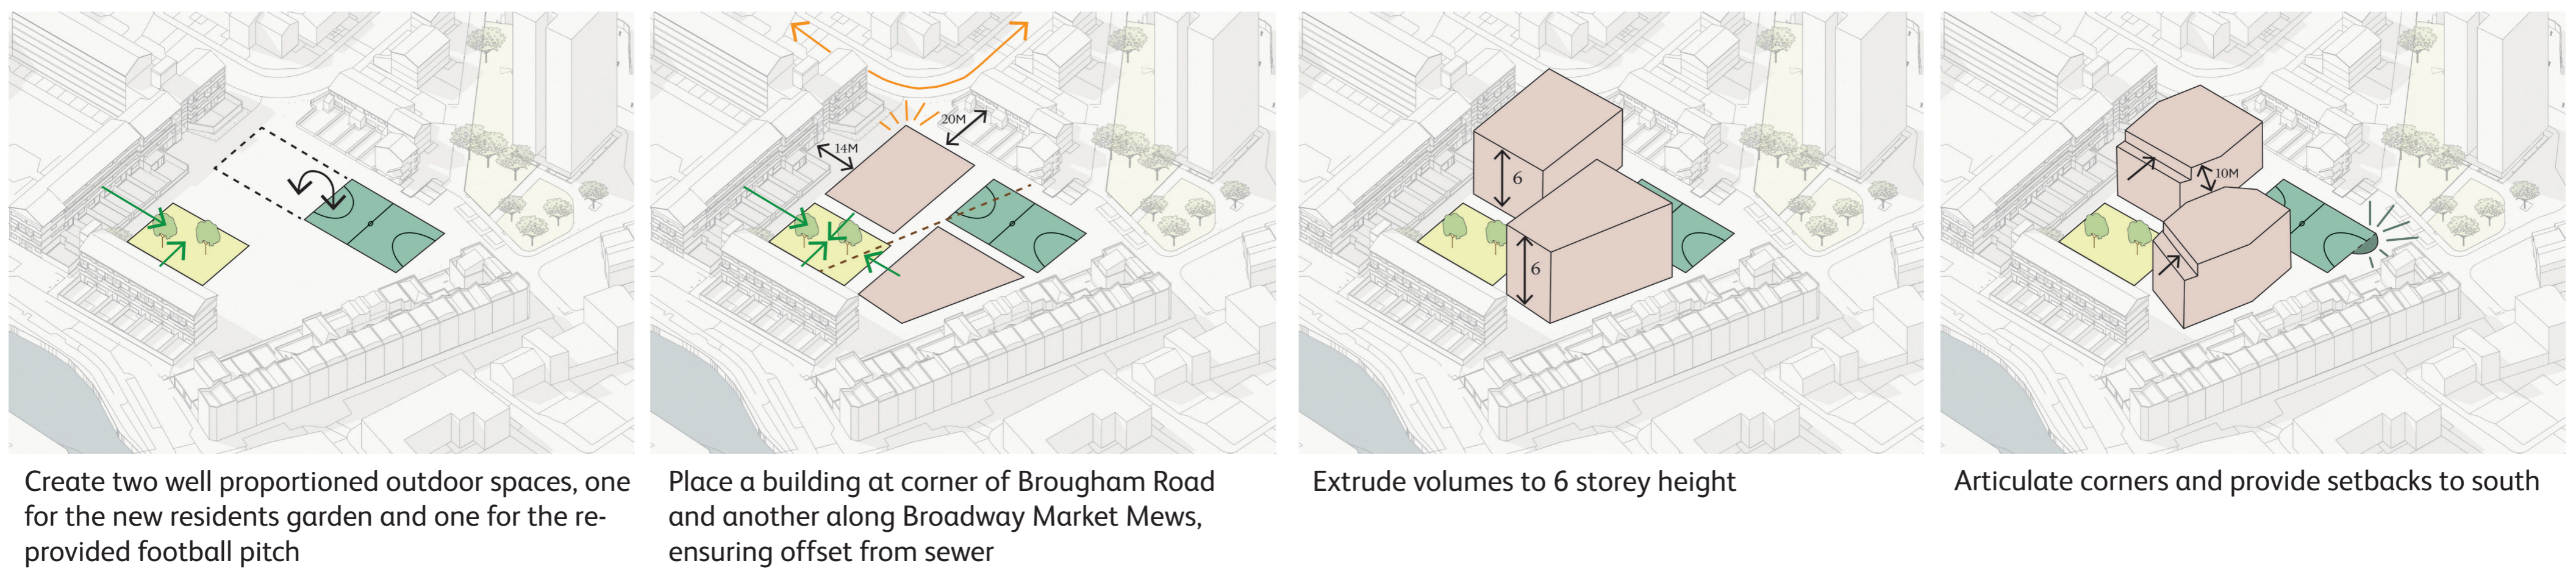 14M
20M
6
6
10M
Create two well proportioned outdoor spaces, one
for the new residents garden and one for the re-
provided football pitch
Place a building at corner of Brougham Road
and another along Broadway Market Mews,
ensuring offset from sewer
Extrude volumes to 6 storey height
Articulate corners and provide setbacks to south